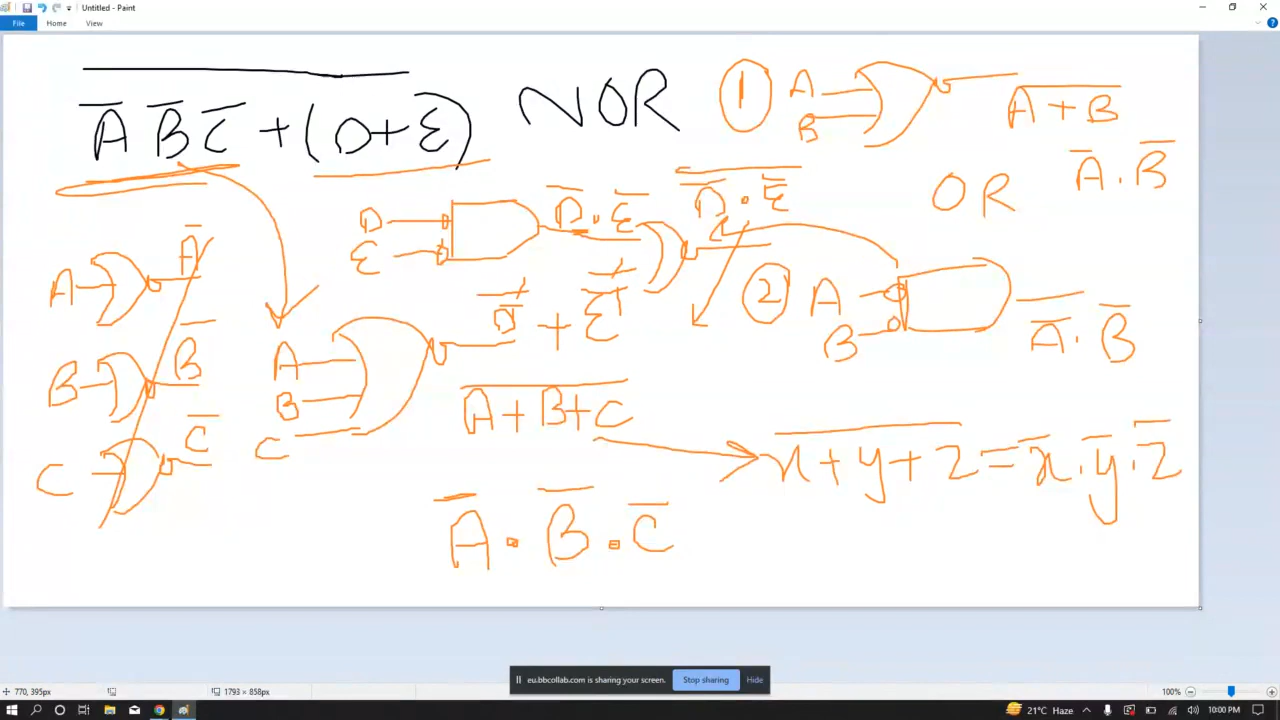 Untitled - Paint
File Home View
A̅ B̅ C̅ + (D+E̅) NOR
1 A B A̅ ̅+̅ ̅B̅
A̅ . B̅
OR
D E D̅ . E̅ D̅ . E̅
A A̅
D̅ + E̅
2 A B A̅ . B̅
B B̅
A B C A̅+̅B̅+̅C̅
C C̅
x̅+̅y̅+̅z̅ = x̅ . y̅ . z̅
A̅ . B̅ . C̅
eu.bbcollab.com is sharing your screen. Stop sharing Hide
770, 395px 1793 × 858px 100%
21°C Haze 10:00 PM